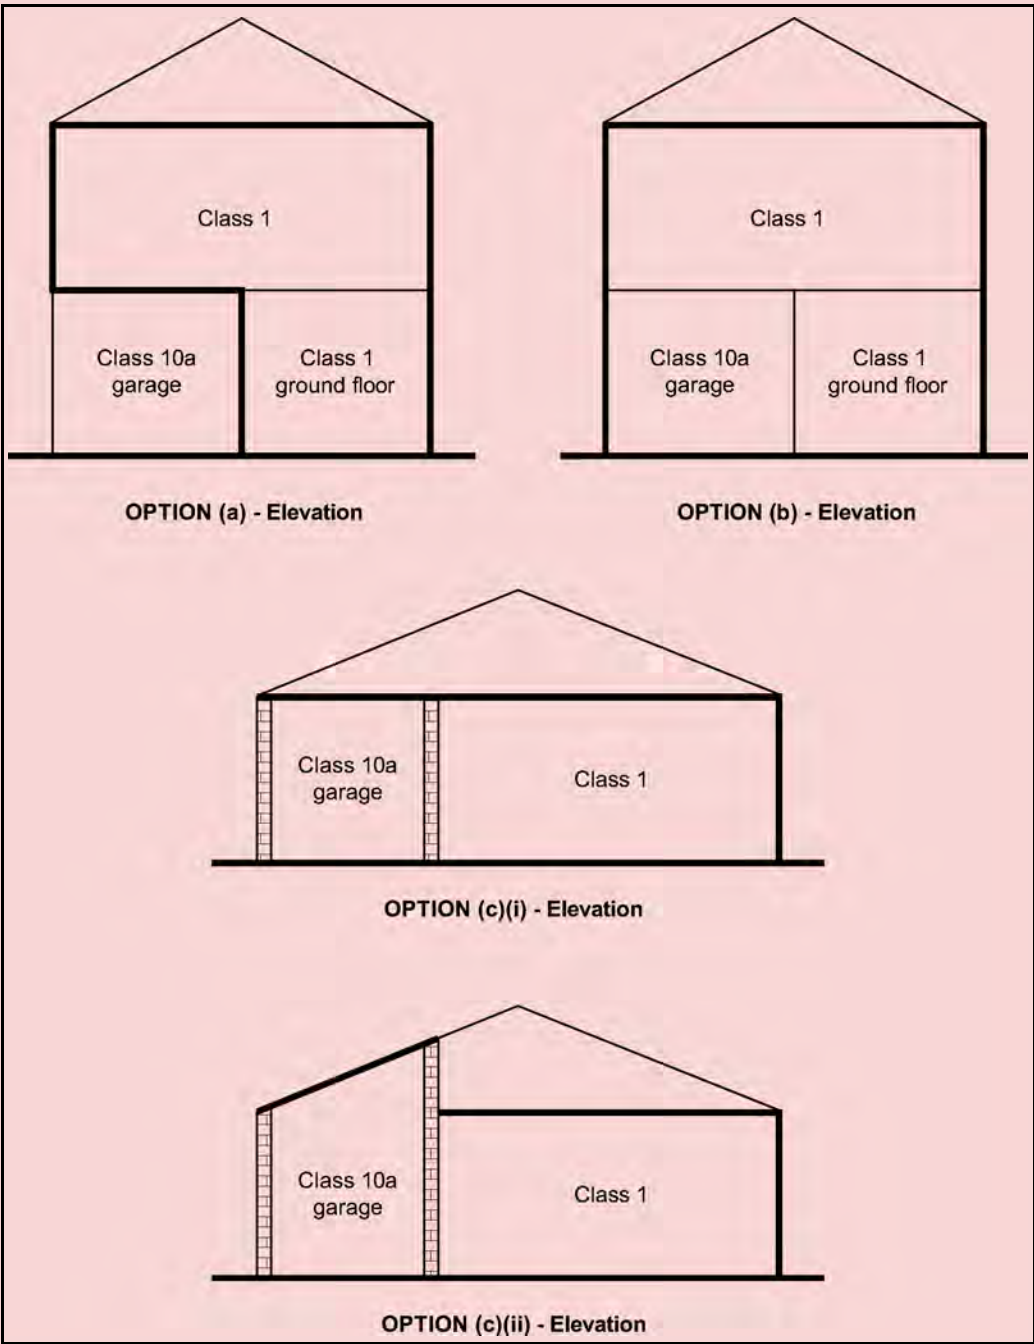 Class 1
Class 10a
garage
Class 1
ground floor
OPTION (a) - Elevation
Class 1
Class 10a
garage
Class 1
ground floor
OPTION (b) - Elevation
Class 10a
garage
Class 1
OPTION (c)(i) - Elevation
Class 10a
garage
Class 1
OPTION (c)(ii) - Elevation